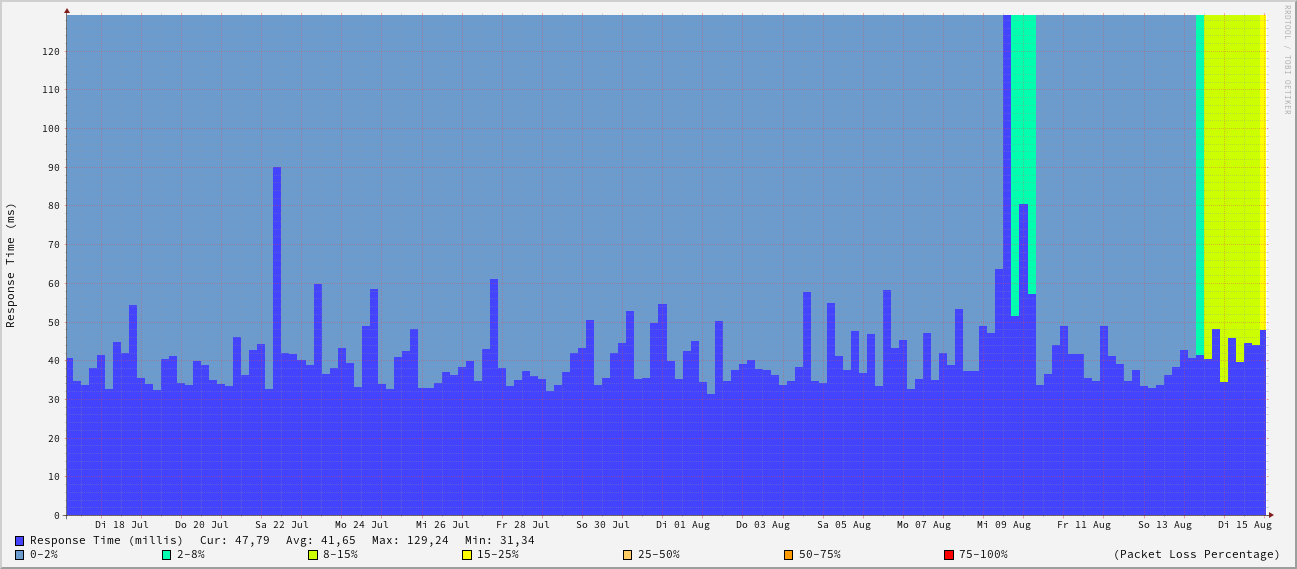 RRDTOOL / TOBI OETIKER
Response Time (ms)
120
110
100
90
80
70
60
50
40
30
20
10
0
Di 18 Jul Do 20 Jul Sa 22 Jul Mo 24 Jul Mi 26 Jul Fr 28 Jul So 30 Jul Di 01 Aug Do 03 Aug Sa 05 Aug Mo 07 Aug Mi 09 Aug Fr 11 Aug So 13 Aug Di 15 Aug
Response Time (millis) Cur: 47,79 Avg: 41,65 Max: 129,24 Min: 31,34
0-2% 2-8% 8-15% 15-25% 25-50% 50-75% 75-100% (Packet Loss Percentage)